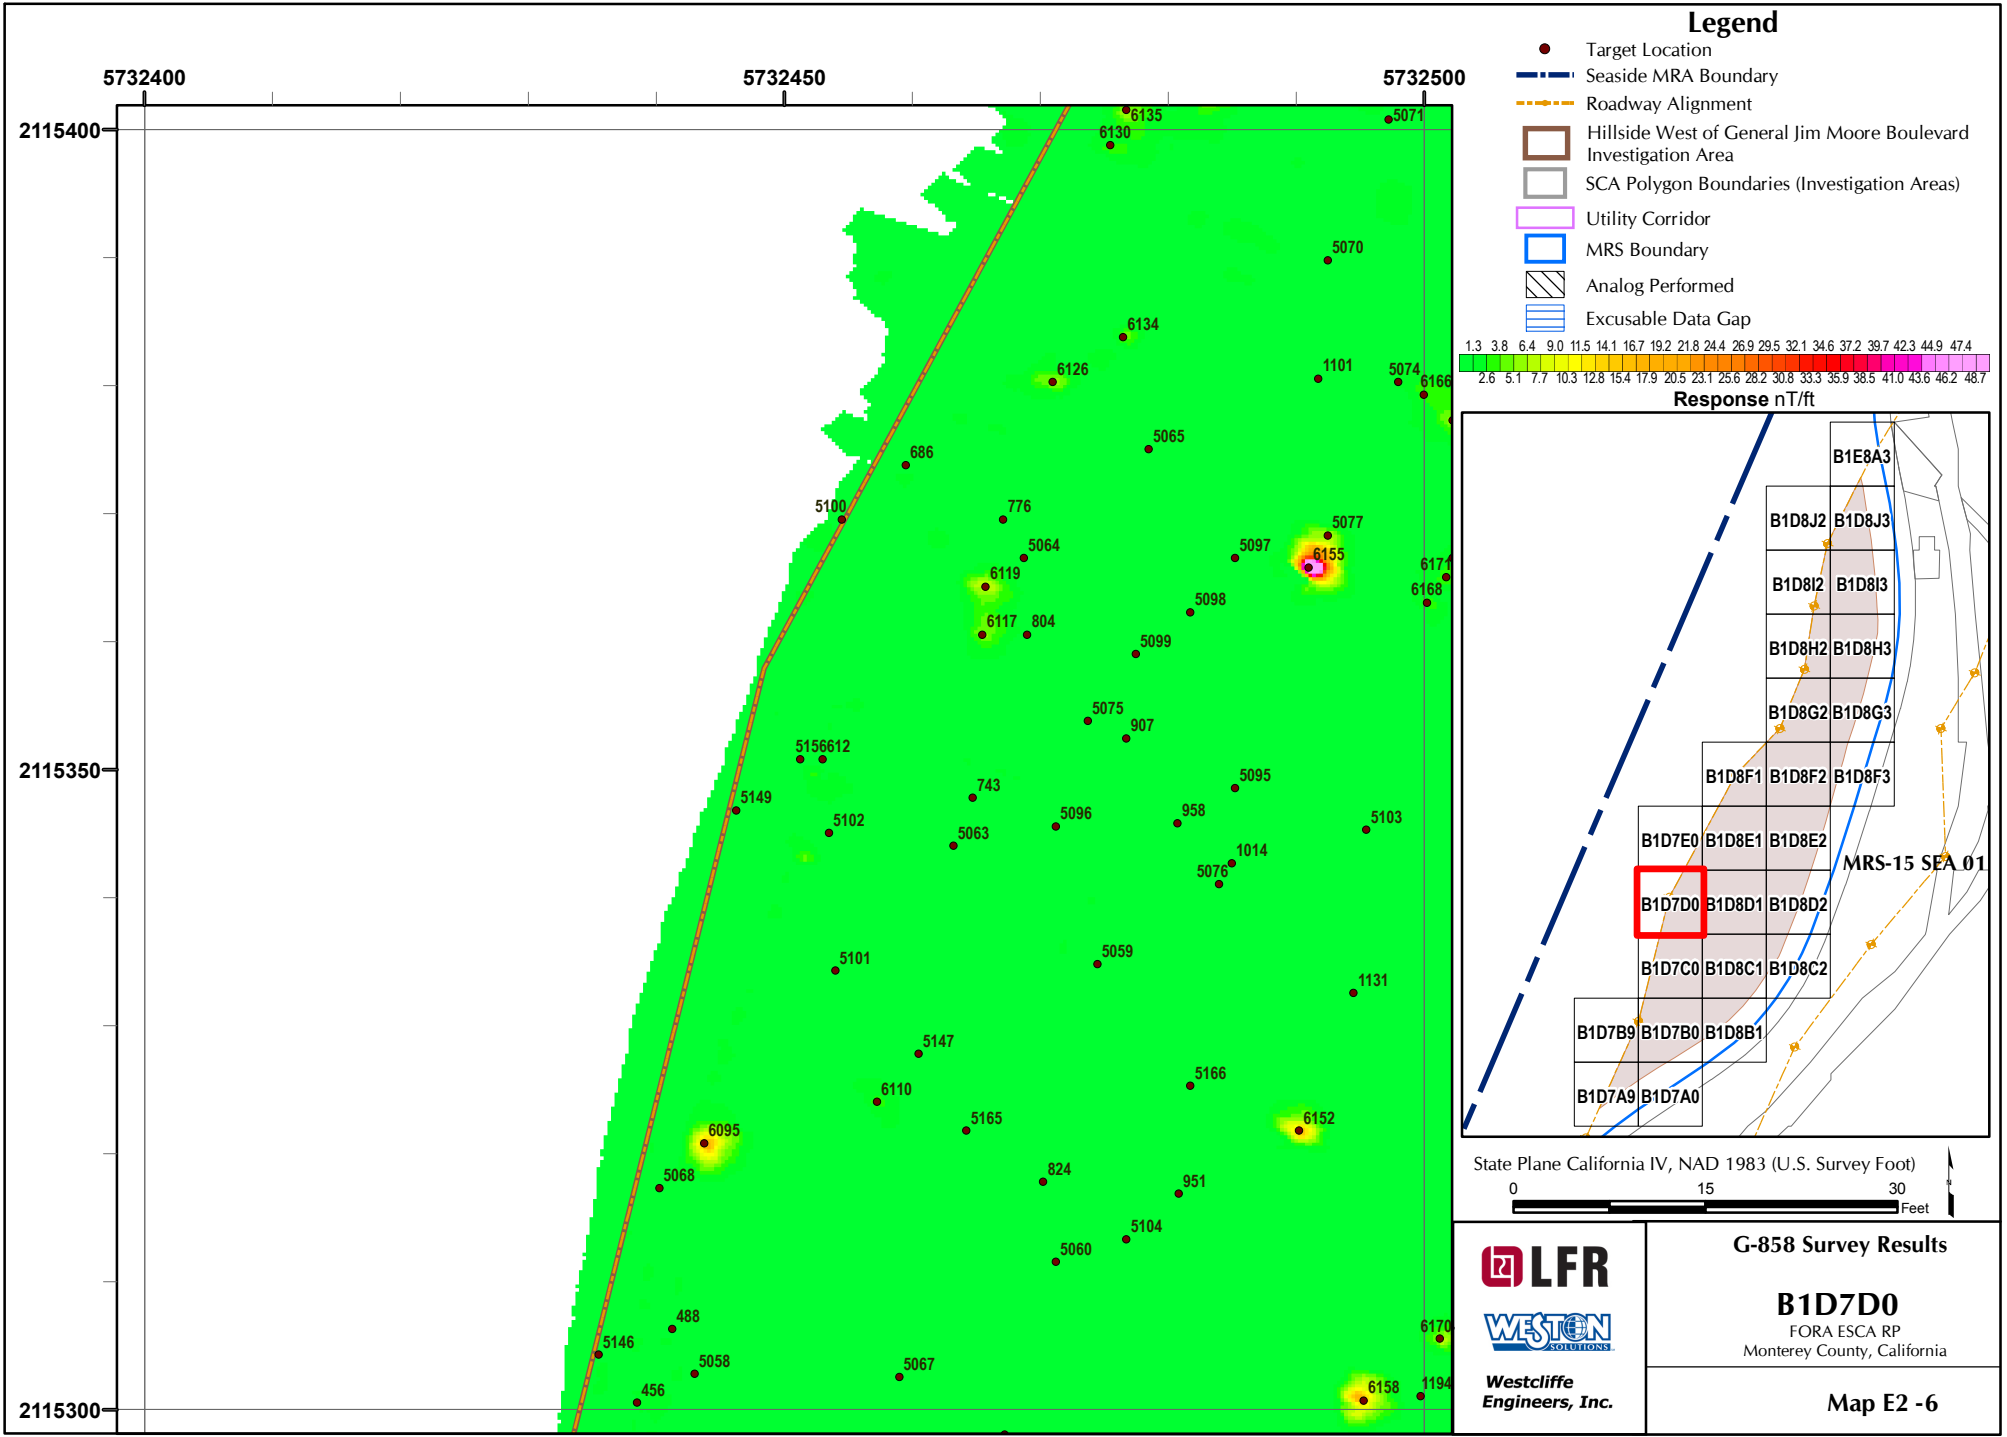 5732400
5732450
5732500
2115400
2115350
2115300
6135
6130
5071
5070
6134
6126
1101
5074
6166
5065
686
5100
776
5064
5077
5097
6155
6171
6119
6168
5098
6117
804
5099
5075
907
5156612
5095
743
5149
5096
958
5103
5102
5063
1014
5076
5101
5059
1131
5147
5166
6110
5165
6152
6095
824
951
5068
5104
5060
488
6170
5146
5058
5067
456
6158
1194
Legend
Target Location
Seaside MRA Boundary
Roadway Alignment
Hillside West of General Jim Moore Boulevard
Investigation Area
SCA Polygon Boundaries (Investigation Areas)
Utility Corridor
MRS Boundary
Analog Performed
Excusable Data Gap
1.3 3.8 6.4 9.0 11.5 14.1 16.7 19.2 21.8 24.4 26.9 29.5 32.1 34.6 37.2 39.7 42.3 44.9 47.4
2.6 5.1 7.7 10.3 12.8 15.4 17.9 20.5 23.1 25.6 28.2 30.8 33.3 35.9 38.5 41.0 43.6 46.2 48.7
Response nT/ft
B1E8A3
B1D8J2 B1D8J3
B1D8I2 B1D8I3
B1D8H2 B1D8H3
B1D8G2 B1D8G3
B1D8F1 B1D8F2 B1D8F3
B1D7E0 B1D8E1 B1D8E2
MRS-15 SEA 01
B1D7D0 B1D8D1 B1D8D2
B1D7C0 B1D8C1 B1D8C2
B1D7B9 B1D7B0 B1D8B1
B1D7A9 B1D7A0
State Plane California IV, NAD 1983 (U.S. Survey Foot)
0 15 30
Feet
N
LFR
WESTON
SOLUTIONS
Westcliffe
Engineers, Inc.
G-858 Survey Results
B1D7D0
FORA ESCA RP
Monterey County, California
Map E2 -6